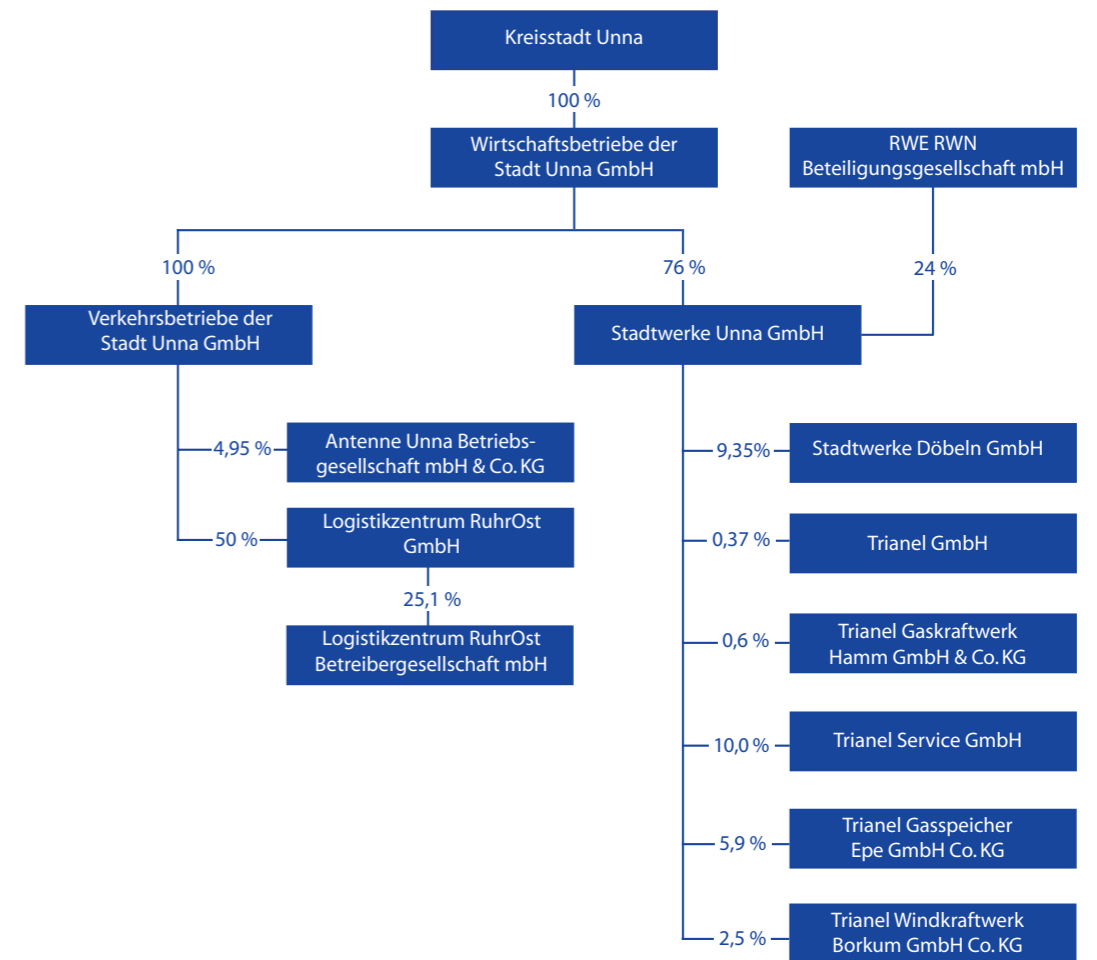 Kreisstadt Unna
100 %
Wirtschaftsbetriebe der
Stadt Unna GmbH
RWE RWN
Beteiligungsgesellschaft mbH
100 %
76 %
24 %
Verkehrsbetriebe der
Stadt Unna GmbH
Stadtwerke Unna GmbH
4,95 %
Antenne Unna Betriebs-
gesellschaft mbH & Co. KG
50 %
Logistikzentrum RuhrOst
GmbH
25,1 %
Logistikzentrum RuhrOst
Betreibergesellschaft mbH
9,35%
Stadtwerke Döbeln GmbH
0,37 %
Trianel GmbH
0,6 %
Trianel Gaskraftwerk
Hamm GmbH & Co. KG
10,0 %
Trianel Service GmbH
5,9 %
Trianel Gasspeicher
Epe GmbH Co. KG
2,5 %
Trianel Windkraftwerk
Borkum GmbH Co. KG